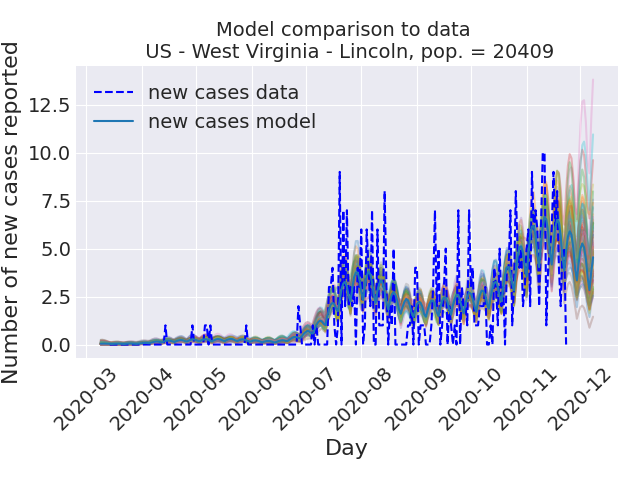 Model comparison to data
US - West Virginia - Lincoln, pop. = 20409
Number of new cases reported
12.5
10.0
7.5
5.0
2.5
0.0
new cases data
new cases model
2020-03
2020-04
2020-05
2020-06
2020-07
2020-08
2020-09
2020-10
2020-11
2020-12
Day